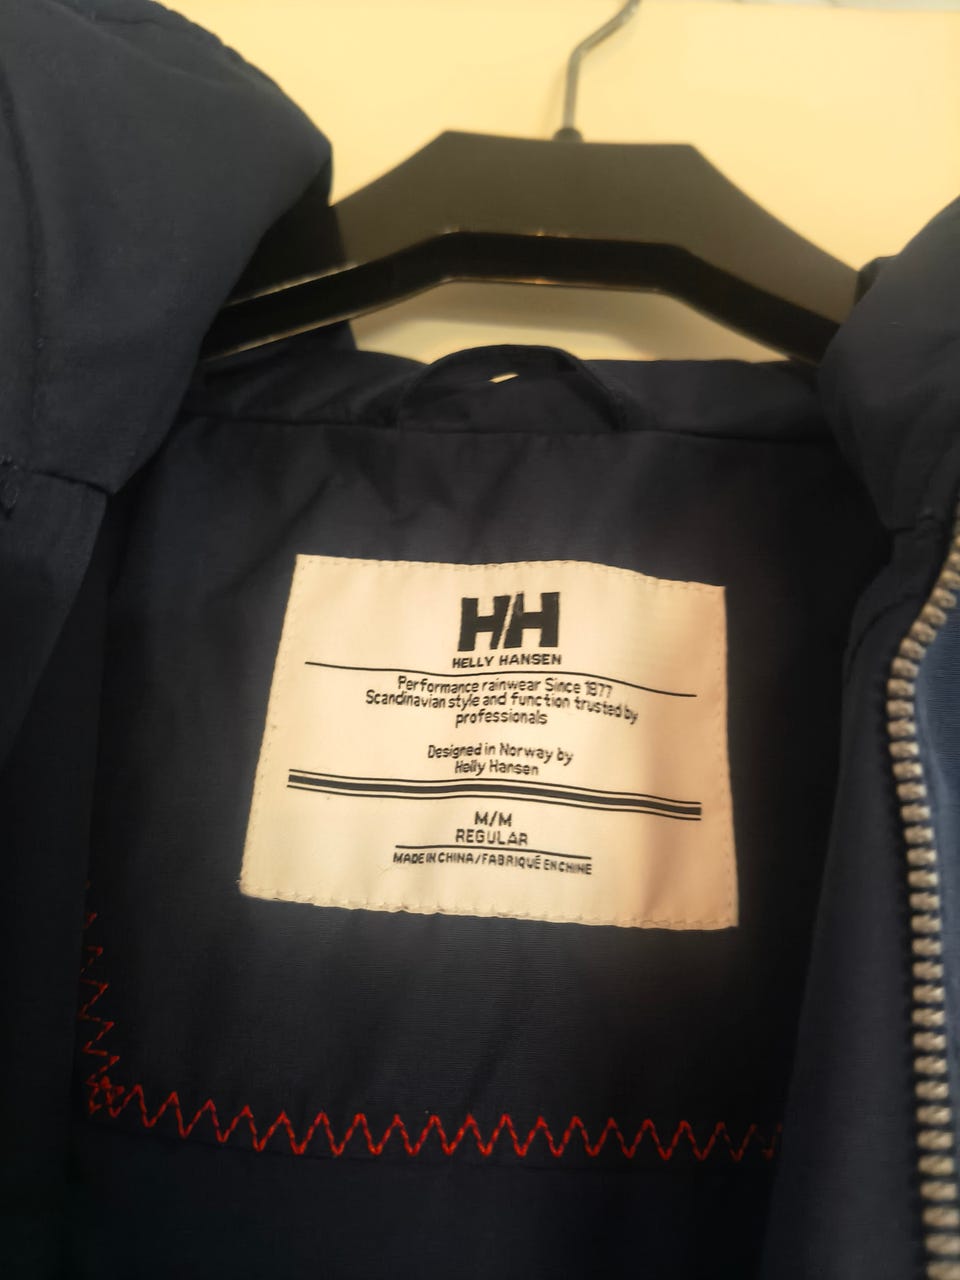 HH
HELLY HANSEN
Performance rainwear Since 1877
Scandinavian style and function trusted by
professionals
Designed in Norway by
Helly Hansen
M/M
REGULAR
MADE IN CHINA/FABRIQUÉ EN CHINE